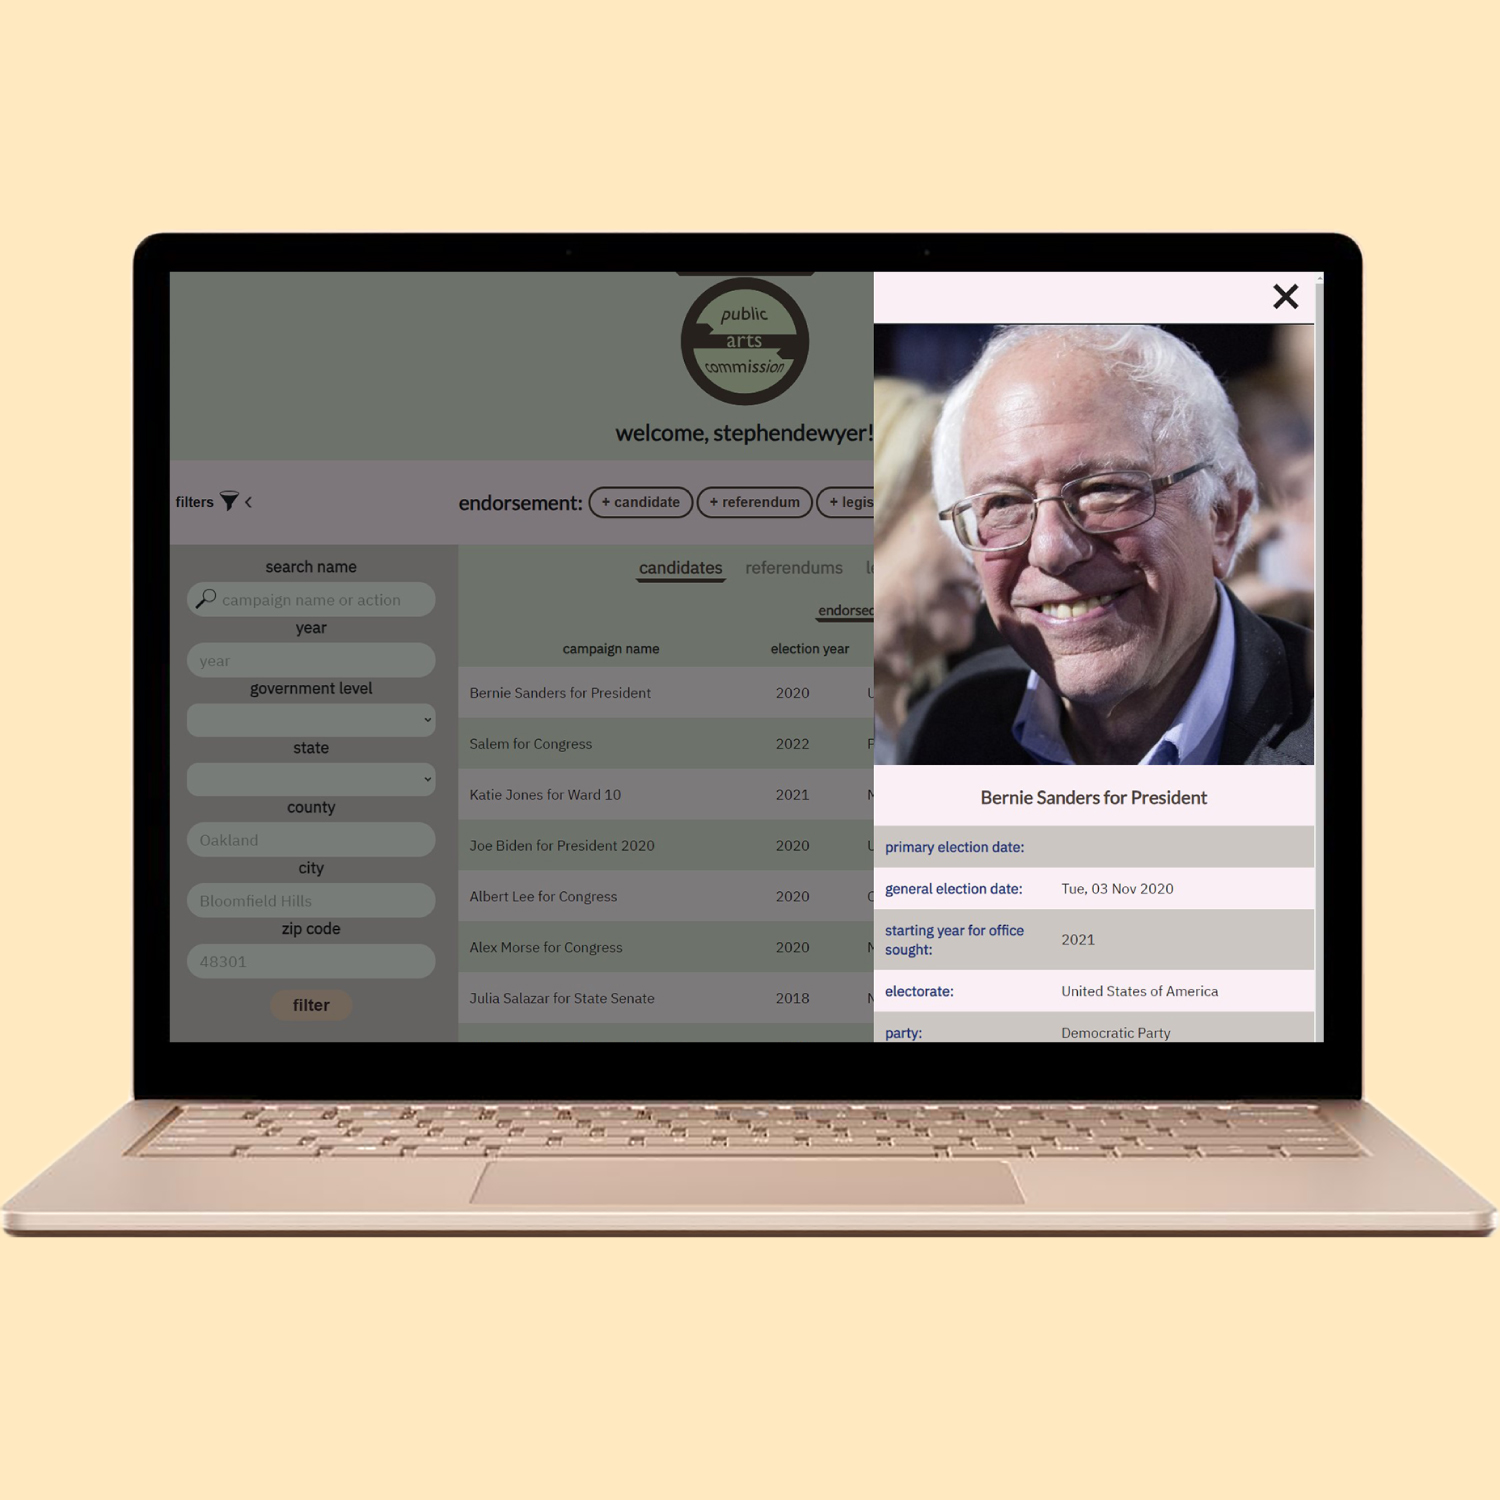 public
arts
commission
welcome, stephendewyer!
filters
endorsement:
+ candidate
+ referendum
+ legis
search name
campaign name or action
year
year
government level
state
county
Oakland
city
Bloomfield Hills
zip code
48301
filter
candidates
referendums
endorsed
campaign name
election year
Bernie Sanders for President
2020
Salem for Congress
2022
Katie Jones for Ward 10
2021
Joe Biden for President 2020
2020
Albert Lee for Congress
2020
Alex Morse for Congress
2020
Julia Salazar for State Senate
2018
Bernie Sanders for President
primary election date:
general election date:
Tue, 03 Nov 2020
starting year for office
sought:
2021
electorate:
United States of America
party:
Democratic Party